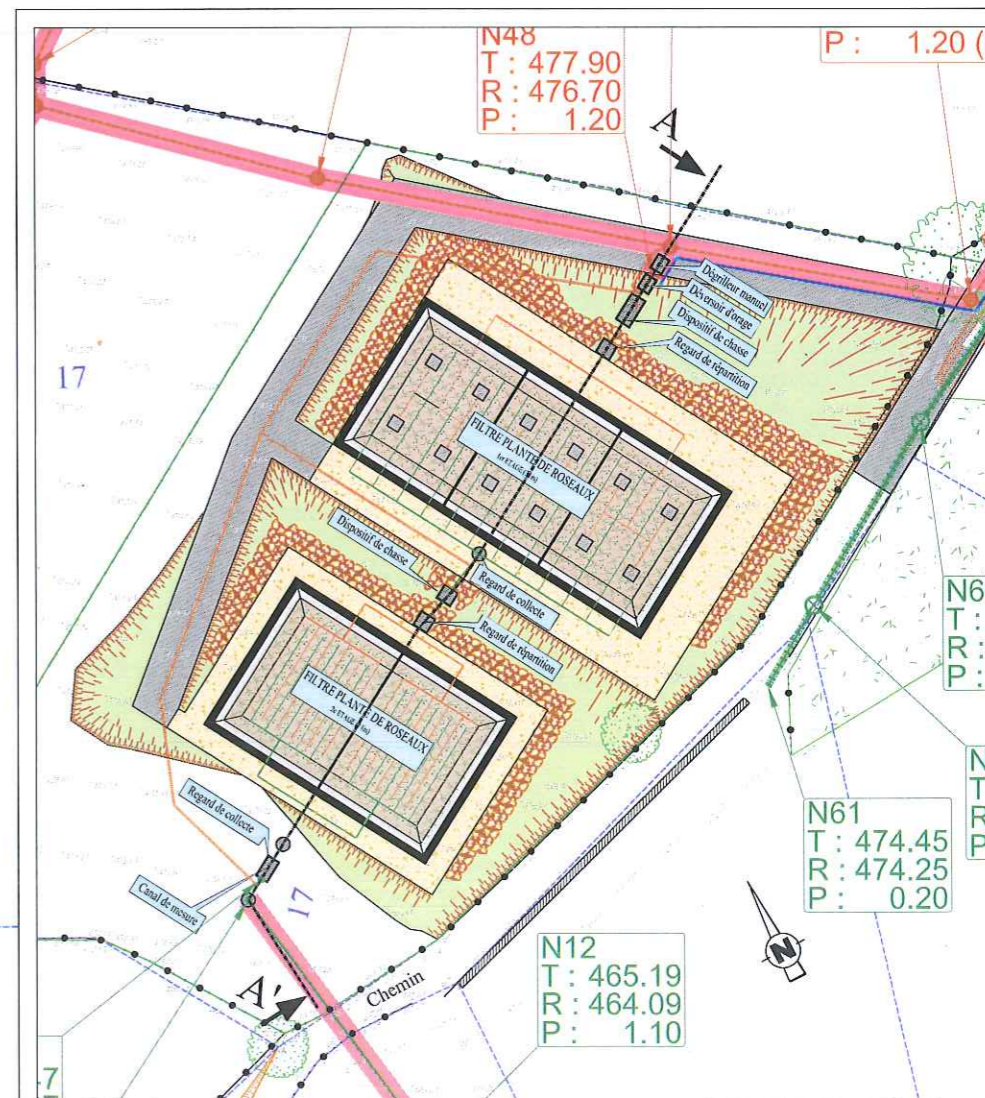 N48
T : 477.90
R : 476.70
P : 1.20
P : 1.20 (
A
Dégrilleur manuel
Déversoir d'orage
Dispositif de chasse
Regard de répartition
17
FILTRE PLANTE DE ROSEAUX
Dispositif de chasse
Regard de collecte
Regard de répartition
FILTRE PLANTE DE ROSEAUX
N6
T :
R :
P :
Regard de collecte
Canal de mesure
17
N61
T : 474.45
R : 474.25
P : 0.20
N
T
R
P
N
N12
T : 465.19
R : 464.09
P : 1.10
Chemin
A'